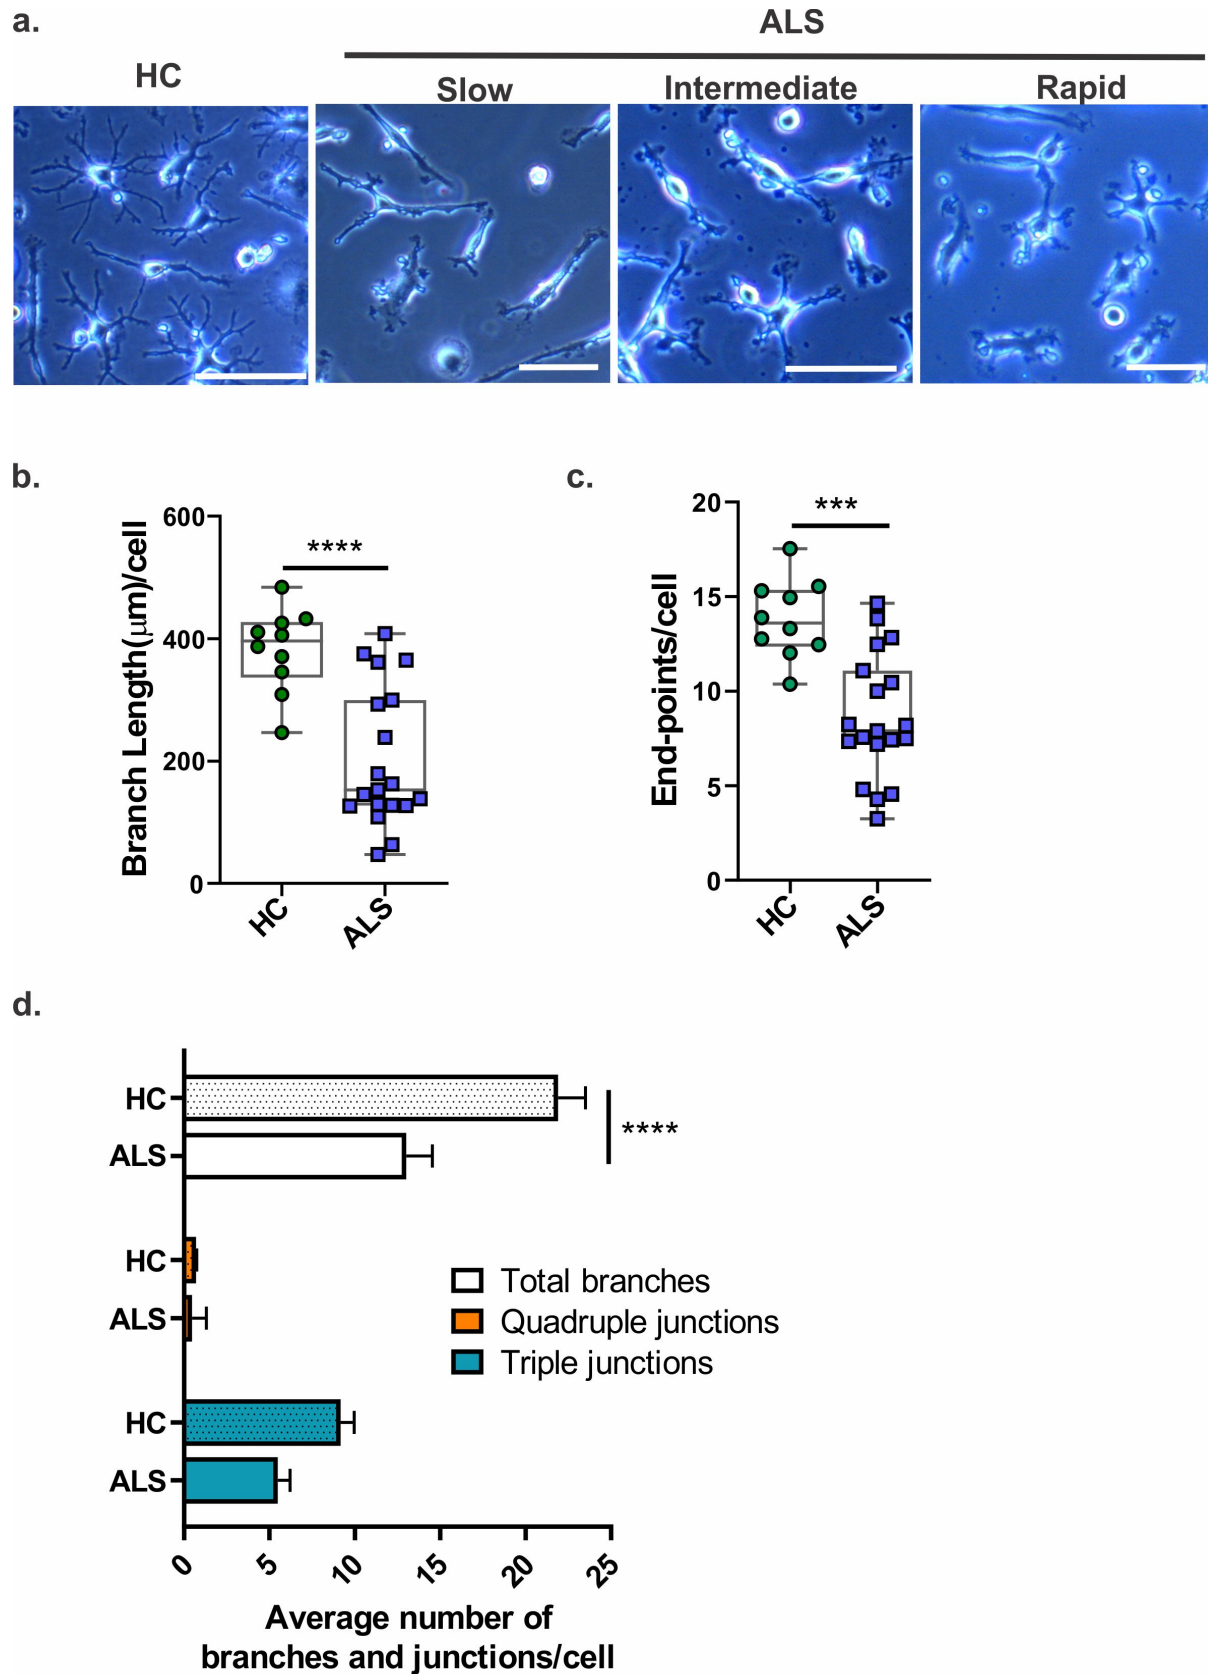 a.
ALS
HC
Slow
Intermediate
Rapid
b.
c.
Branch Length(μm)/cell
600
400
200
0
****
HC
ALS
End-points/cell
20
15
10
5
0
***
HC
ALS
d.
HC
ALS
****
HC
ALS
HC
ALS
Total branches
Quadruple junctions
Triple junctions
0
5
10
15
20
25
Average number of
branches and junctions/cell